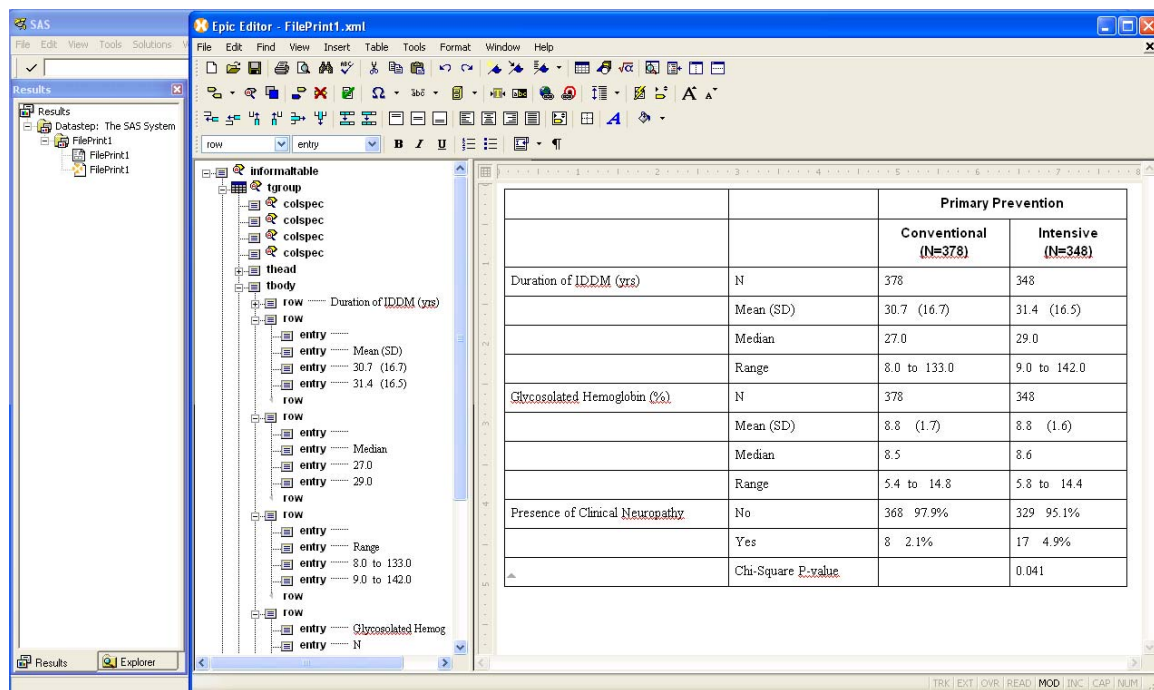 SAS
File Edit View Tools Solutions
Results
Results
Datastep: The SAS System
FilePrint1
FilePrint1
FilePrint1
Results Explorer
Epic Editor - FilePrint1.xml
File Edit Find View Insert Table Tools Format Window Help
row entry B I U
informaltable
tgroup
colspec
colspec
colspec
colspec
thead
tbody
row Duration of IDDM (yrs)
row
entry
entry Mean (SD)
entry 30.7 (16.7)
entry 31.4 (16.5)
row
row
entry
entry Median
entry 27.0
entry 29.0
row
row
entry
entry Range
entry 8.0 to 133.0
entry 9.0 to 142.0
row
row
entry Glycosolated Hemog
entry N
1 2 3 4 5 6 7 8
Primary Prevention
Conventional (N=378) Intensive (N=348)
Duration of IDDM (yrs) N 378 348
Mean (SD) 30.7 (16.7) 31.4 (16.5)
Median 27.0 29.0
Range 8.0 to 133.0 9.0 to 142.0
Glycosolated Hemoglobin (%) N 378 348
Mean (SD) 8.8 (1.7) 8.8 (1.6)
Median 8.5 8.6
Range 5.4 to 14.8 5.8 to 14.4
Presence of Clinical Neuropathy No 368 97.9% 329 95.1%
Yes 8 2.1% 17 4.9%
Chi-Square P-value 0.041
TRK EXT OVR READ MOD INC CAP NUM